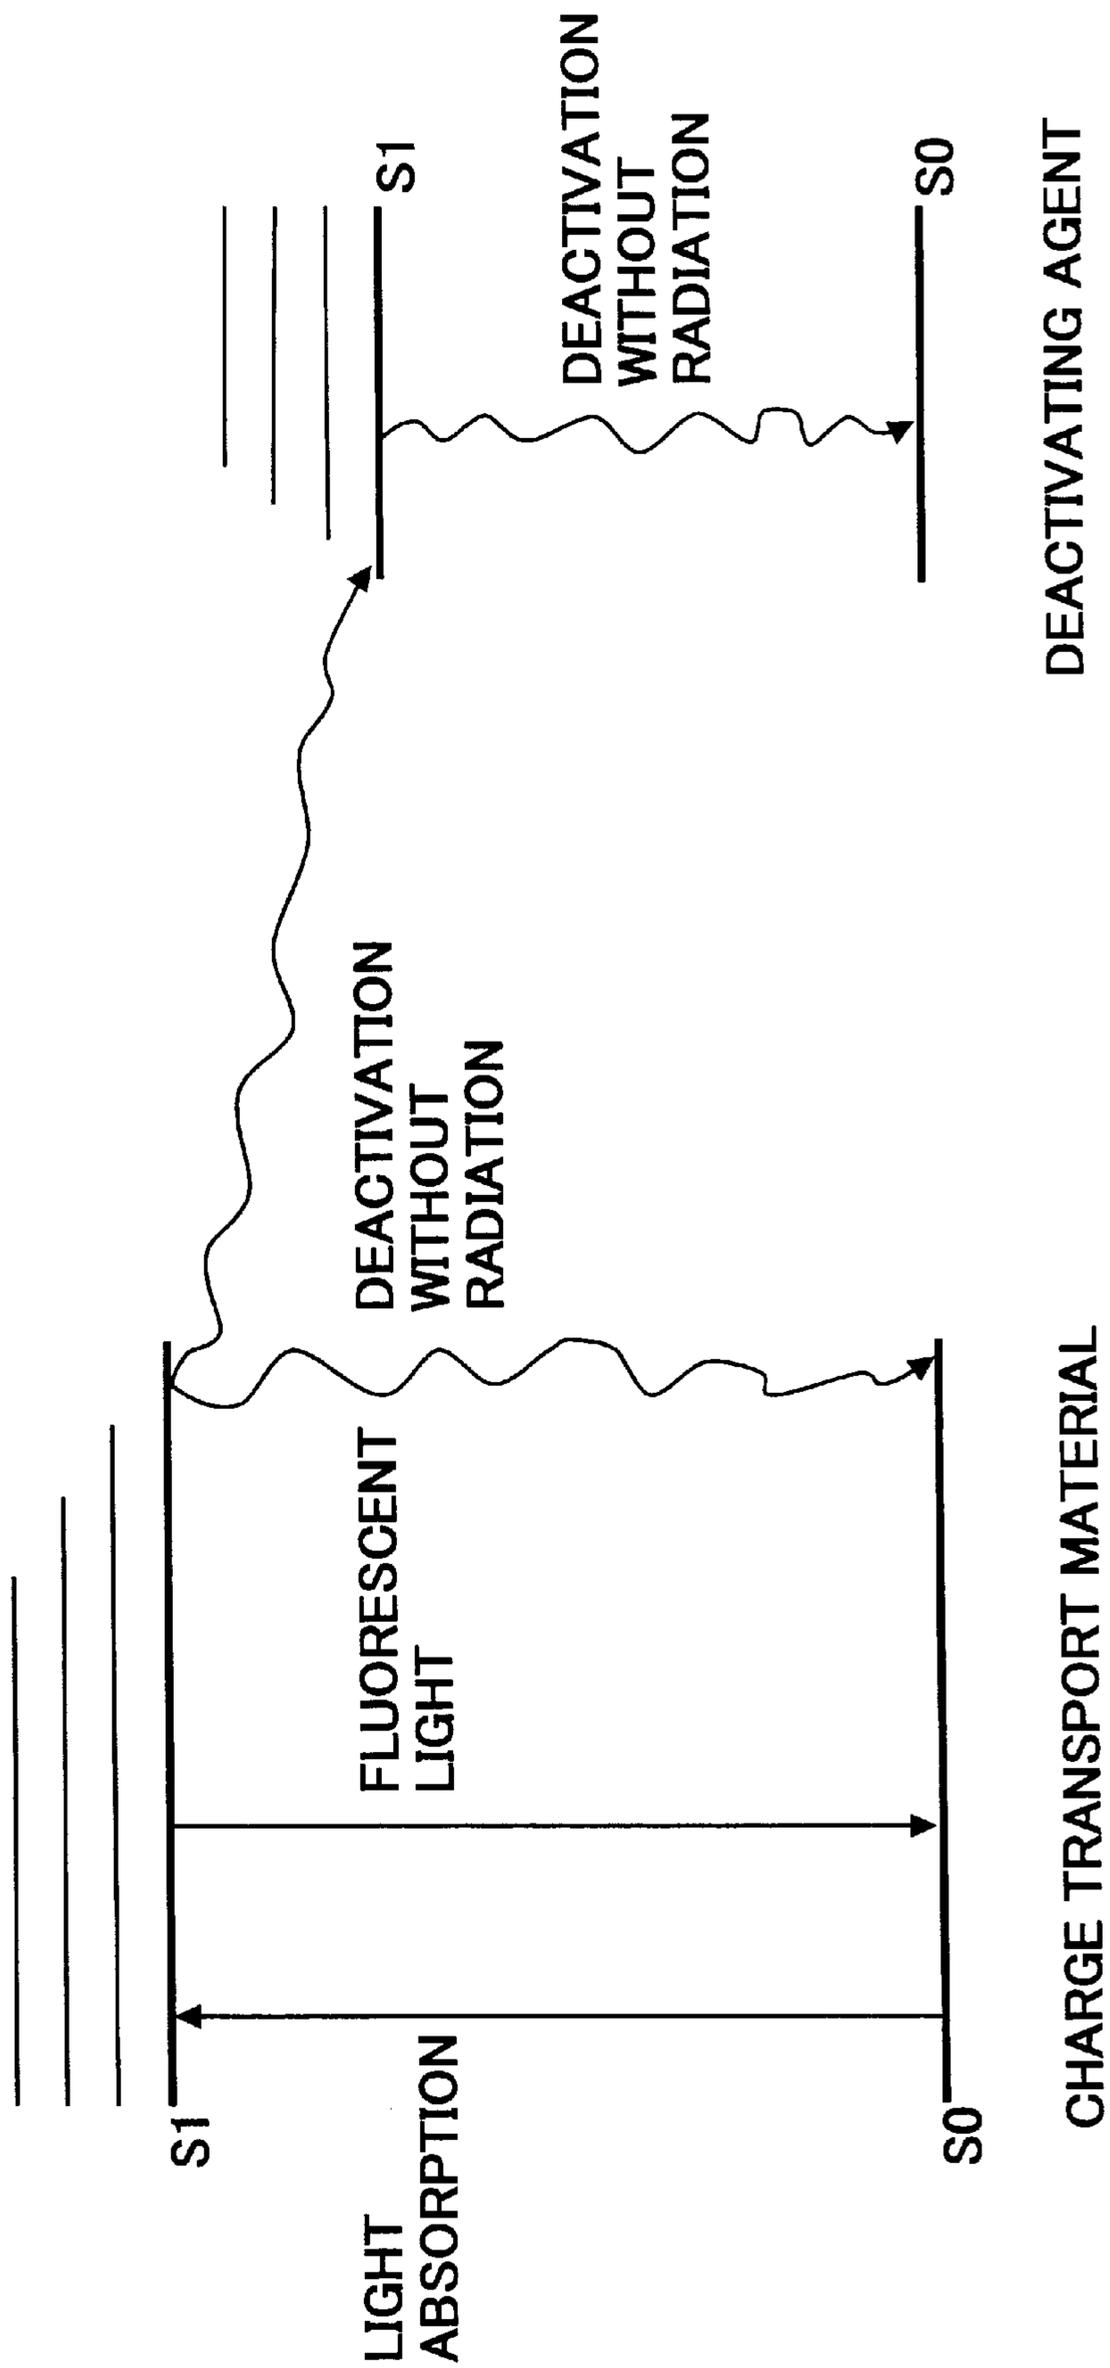 S1
LIGHT
ABSORPTION
FLUORESCENT
LIGHT
DEACTIVATION
WITHOUT
RADIATION
S0
CHARGE TRANSPORT MATERIAL
S1
DEACTIVATION
WITHOUT
RADIATION
S0
DEACTIVATING AGENT